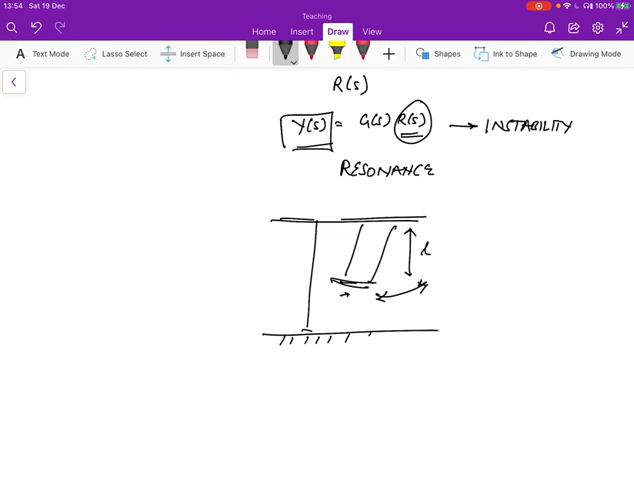 13:54 Sat 19 Dec
100%
Teaching
Home Insert Draw View
Text Mode Lasso Select Insert Space Shapes Ink to Shape Drawing Mode
R(s)
Y(s) = G(s) R(s) → INSTABILITY
RESONANCE
l